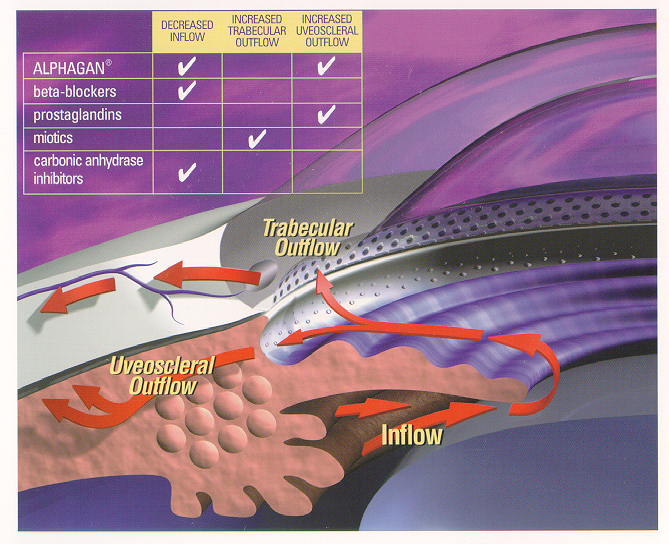 DECREASED INFLOW
INCREASED TRABECULAR OUTFLOW
INCREASED UVEOSCLERAL OUTFLOW
ALPHAGAN® ✔ ✔
beta-blockers ✔
prostaglandins ✔
miotics ✔
carbonic anhydrase
inhibitors ✔
Trabecular
Outflow
Uveoscleral
Outflow
Inflow